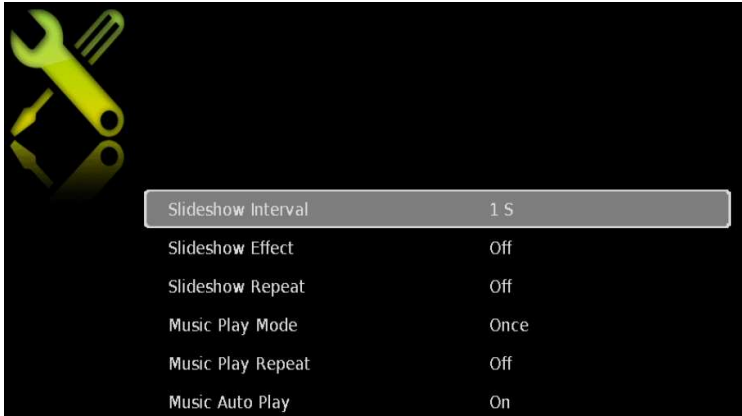 Slideshow Interval 1 S
Slideshow Effect Off
Slideshow Repeat Off
Music Play Mode Once
Music Play Repeat Off
Music Auto Play On